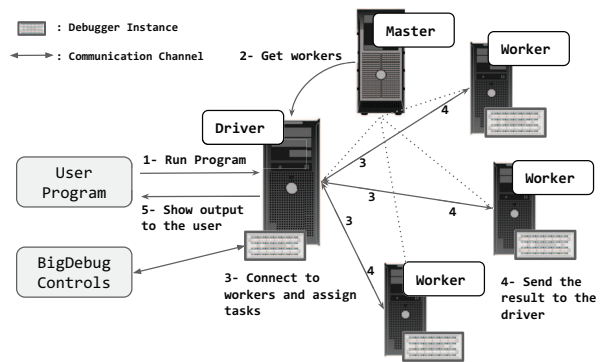 : Debugger Instance
: Communication Channel
2- Get workers
Master
Worker
Driver
4
User
Program
1- Run Program
3
3
4
Worker
5- Show output
to the user
3
BigDebug
Controls
3- Connect to
workers and assign
tasks
4
Worker
4- Send the
result to the
driver